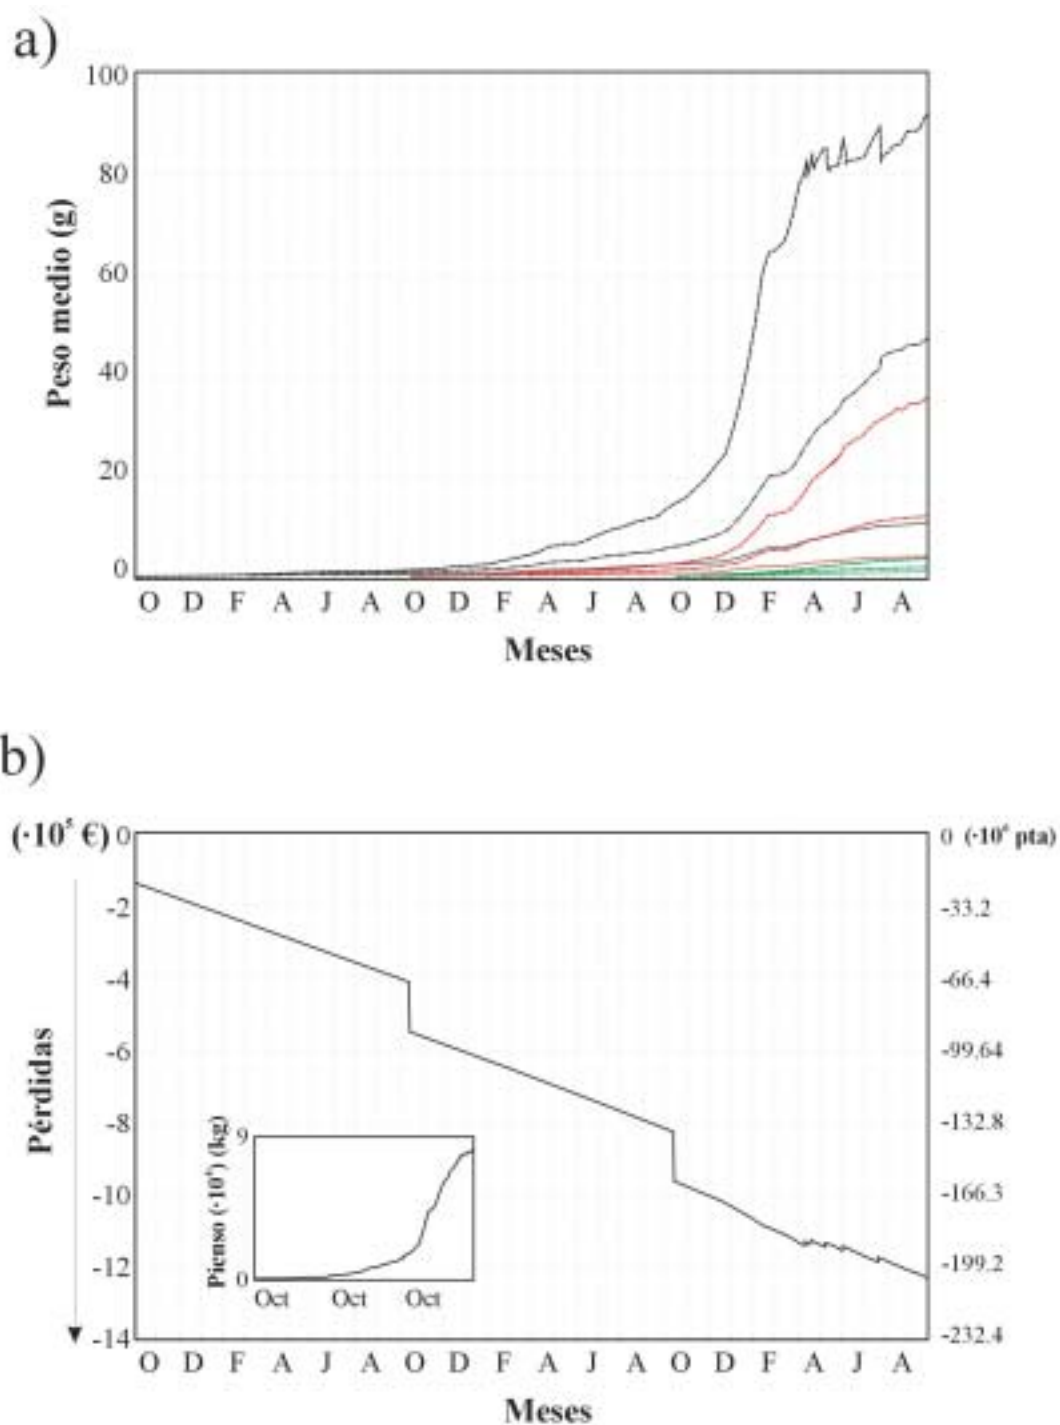 a)
100
80
60
40
20
0
Peso medio (g)
O D F A J A O D F A J A O D F A J A
Meses
b)
(·10⁵ €) 0
0 (·10⁶ pta)
-2
-33.2
-4
-66.4
-6
-99.64
-8
-132.8
-10
-166.3
-12
-199.2
-14
-232.4
Pérdidas
9
0
Pienso (·10⁴) (kg)
Oct Oct Oct
O D F A J A O D F A J A O D F A J A
Meses